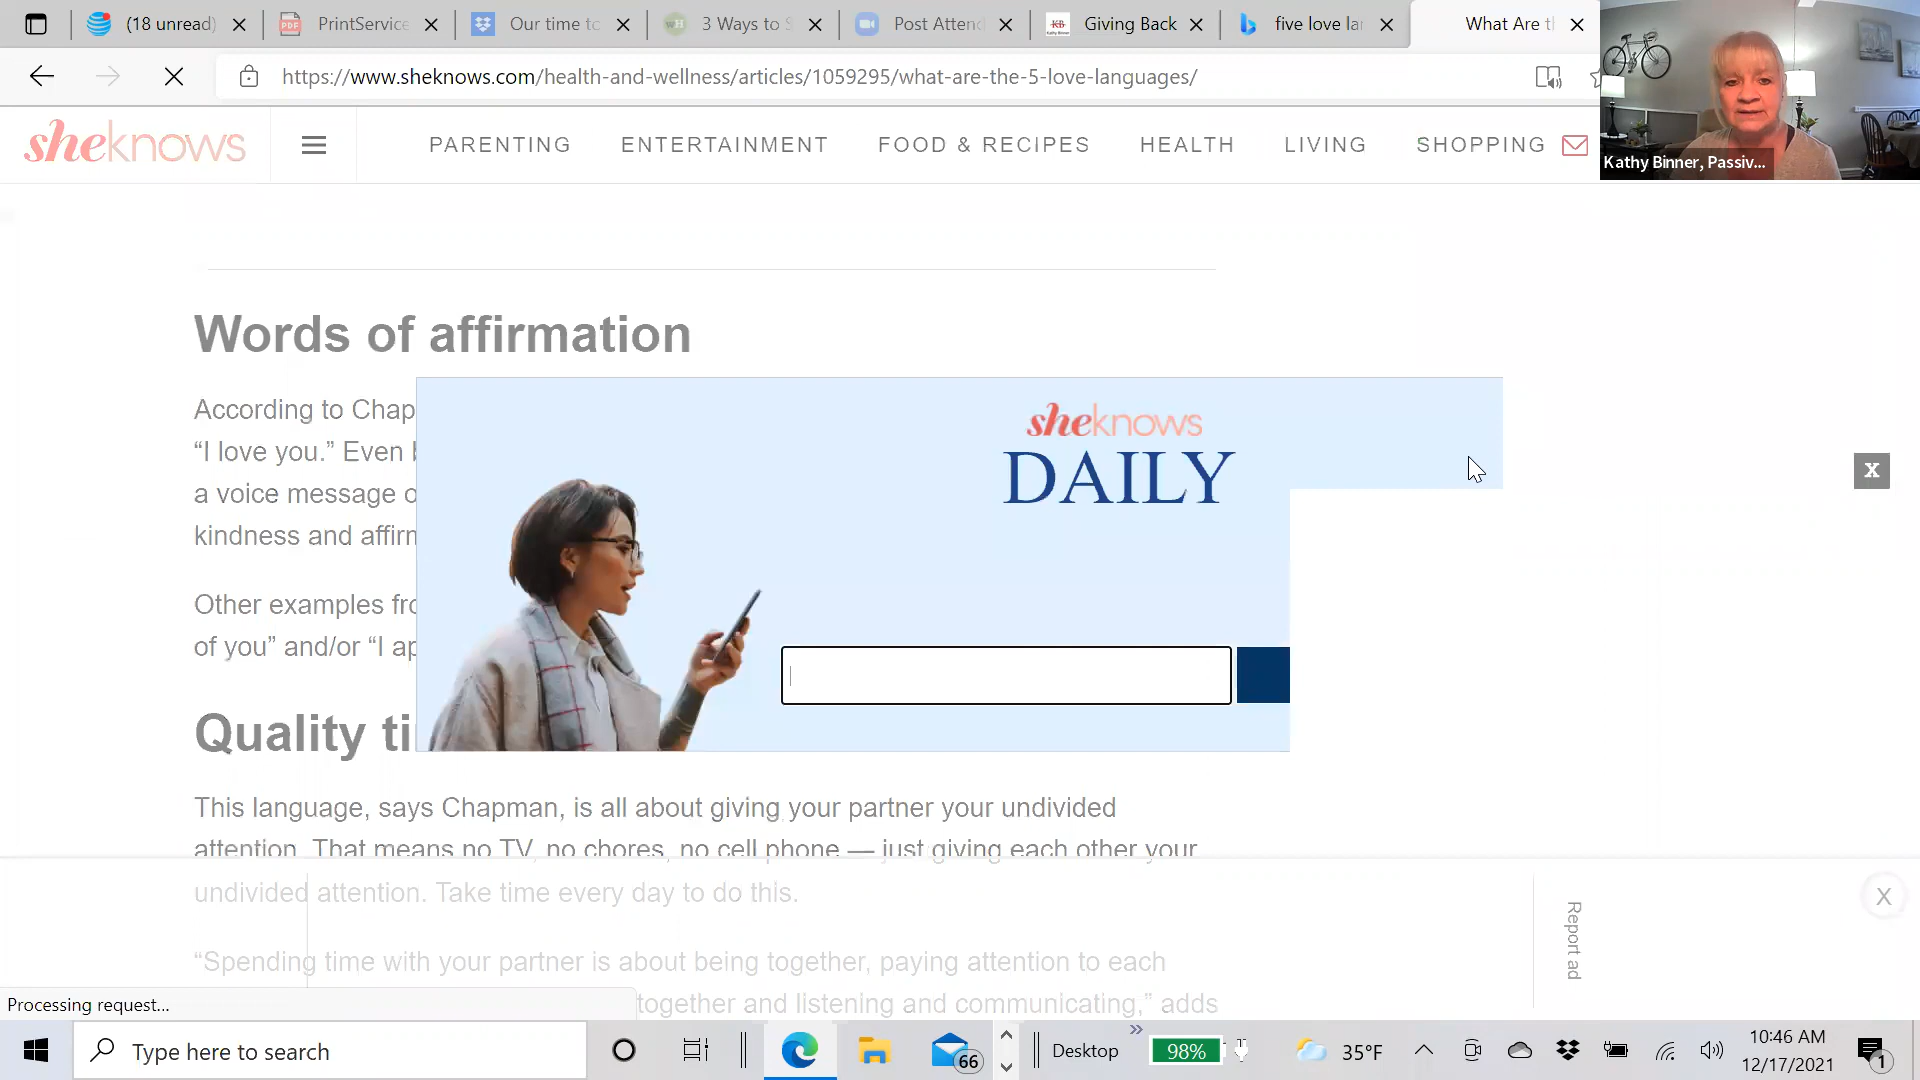 (18 unread)
PrintService
Our time to
3 Ways to S
Post Attend
Giving Back
five love la
What Are t
https://www.sheknows.com/health-and-wellness/articles/1059295/what-are-the-5-love-languages/
sheknows
PARENTING
ENTERTAINMENT
FOOD & RECIPES
HEALTH
LIVING
SHOPPING
Kathy Binner, Passiv...
Words of affirmation
According to Chap
“I love you.” Even
a voice message
kindness and affirm
Other examples fro
of you” and/or “I ap
sheknows
DAILY
X
Quality ti
This language, says Chapman, is all about giving your partner your undivided
attention. That means no TV, no chores, no cell phone — just giving each other your
undivided attention. Take time every day to do this.
“Spending time with your partner is about being together, paying attention to each
together and listening and communicating,” adds
Report ad
X
Processing request...
Type here to search
66
Desktop
98%
35°F
10:46 AM
12/17/2021
1